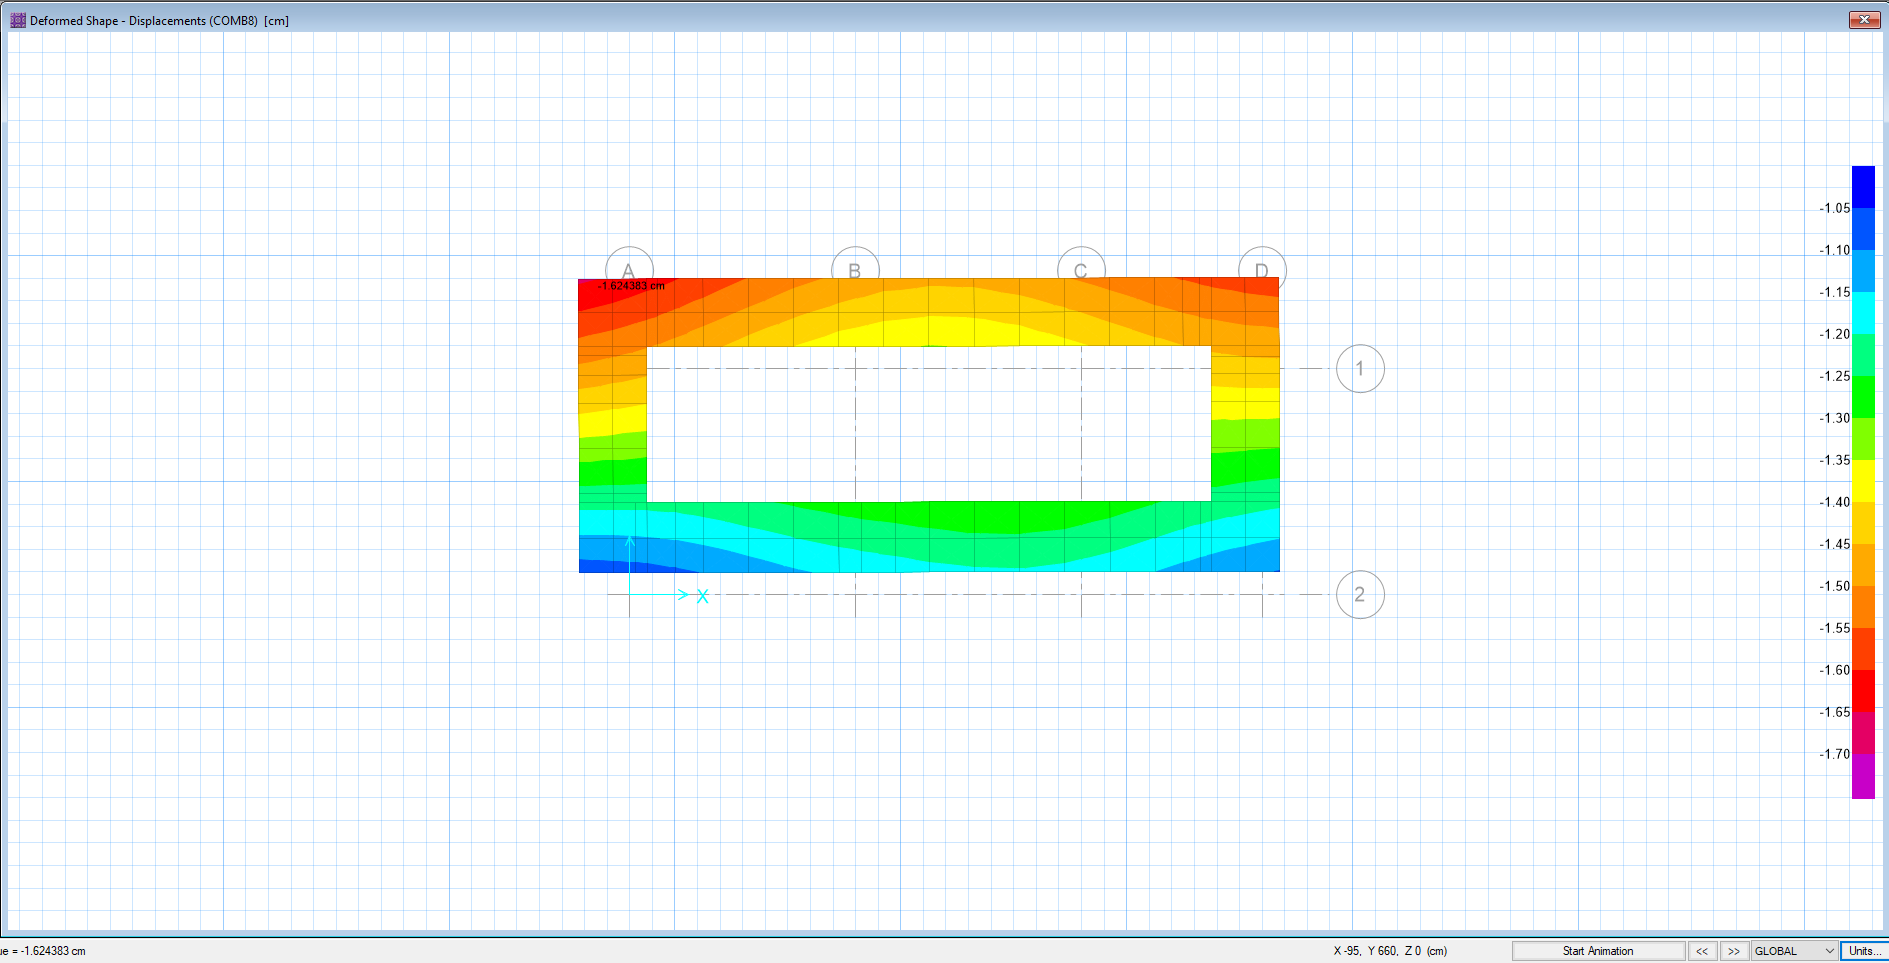 Deformed Shape - Displacements (COMB8) [cm]
A B C D
-1.624383 cm
1
X
2
-1.05
-1.10
-1.15
-1.20
-1.25
-1.30
-1.35
-1.40
-1.45
-1.50
-1.55
-1.60
-1.65
-1.70
ue = -1.624383 cm
X -95, Y 660, Z 0 (cm)
Start Animation
<<
>>
GLOBAL
Units...